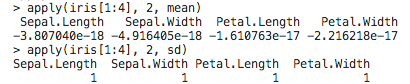 > apply(iris[1:4], 2, mean)
Sepal.Length Sepal.Width Petal.Length Petal.Width
-3.807040e-18 -4.916405e-18 -1.610763e-17 -2.216218e-17
> apply(iris[1:4], 2, sd)
Sepal.Length Sepal.Width Petal.Length Petal.Width
1 1 1 1